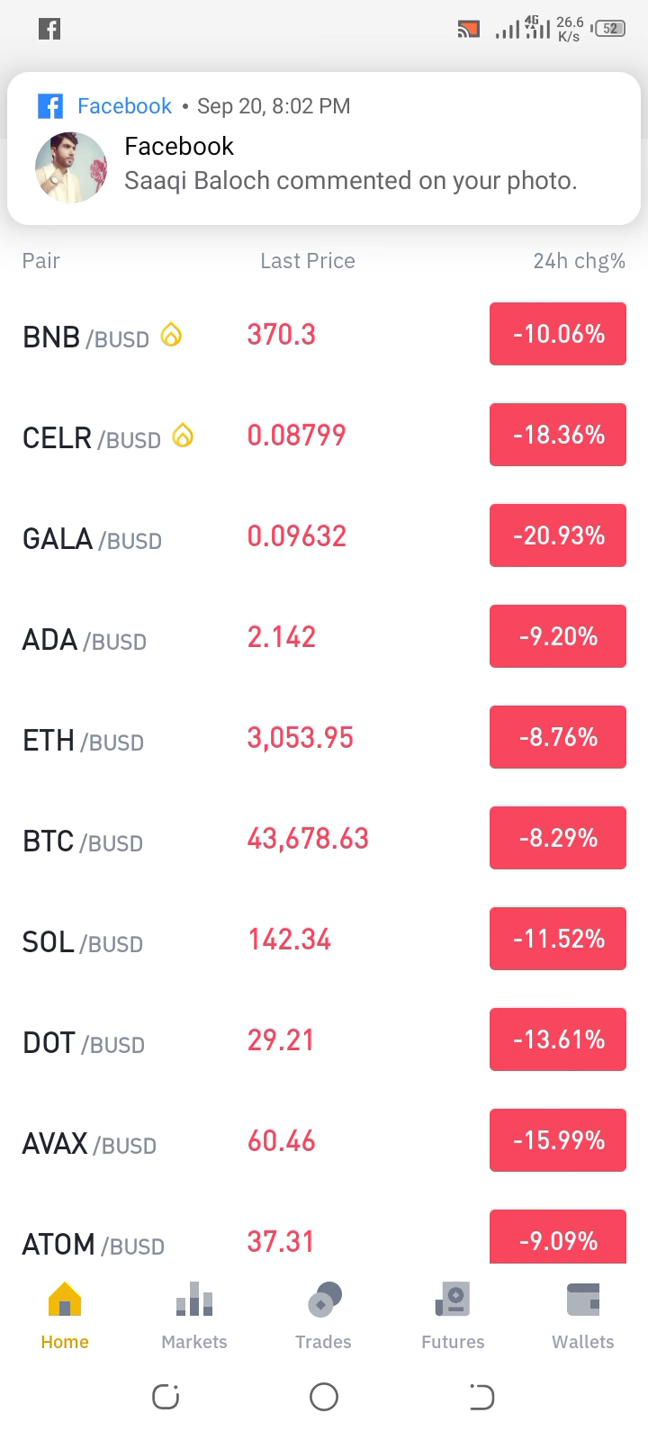 4G 26.6 K/s 52
Facebook • Sep 20, 8:02 PM
Facebook
Saaqi Baloch commented on your photo.
Pair Last Price 24h chg%
BNB /BUSD 370.3 -10.06%
CELR /BUSD 0.08799 -18.36%
GALA /BUSD 0.09632 -20.93%
ADA /BUSD 2.142 -9.20%
ETH /BUSD 3,053.95 -8.76%
BTC /BUSD 43,678.63 -8.29%
SOL /BUSD 142.34 -11.52%
DOT /BUSD 29.21 -13.61%
AVAX /BUSD 60.46 -15.99%
ATOM /BUSD 37.31 -9.09%
Home Markets Trades Futures Wallets